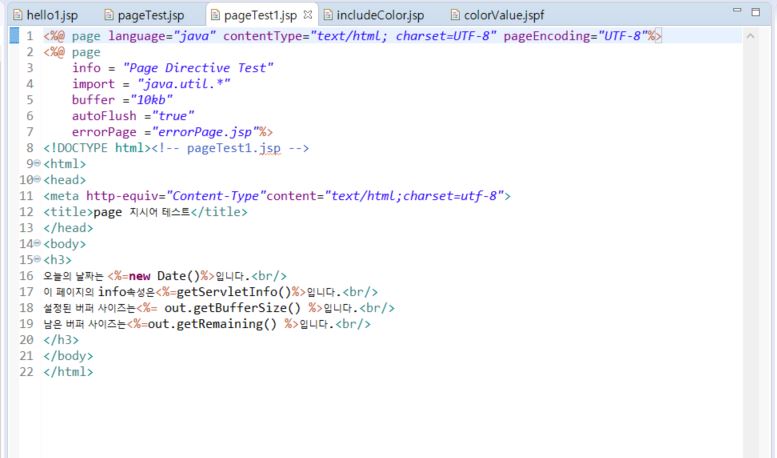 hello1.jsp pageTest.jsp pageTest1.jsp includeColor.jsp colorValue.jspf
1 <%@ page language="java" contentType="text/html; charset=UTF-8" pageEncoding="UTF-8"%>
2 <%@ page
3 info = "Page Directive Test"
4 import = "java.util.*"
5 buffer ="10kb"
6 autoFlush ="true"
7 errorPage ="errorPage.jsp"%>
8 <!DOCTYPE html><!-- pageTest1.jsp -->
9 <html>
10 <head>
11 <meta http-equiv="Content-Type"content="text/html;charset=utf-8">
12 <title>page 지시어 테스트</title>
13 </head>
14 <body>
15 <h3>
16 오늘의 날짜는 <%=new Date()%>입니다.<br/>
17 이 페이지의 info속성은<%=getServletInfo()%>입니다.<br/>
18 설정된 버퍼 사이즈는<%= out.getBufferSize() %>입니다.<br/>
19 남은 버퍼 사이즈는<%=out.getRemaining() %>입니다.<br/>
20 </h3>
21 </body>
22 </html>